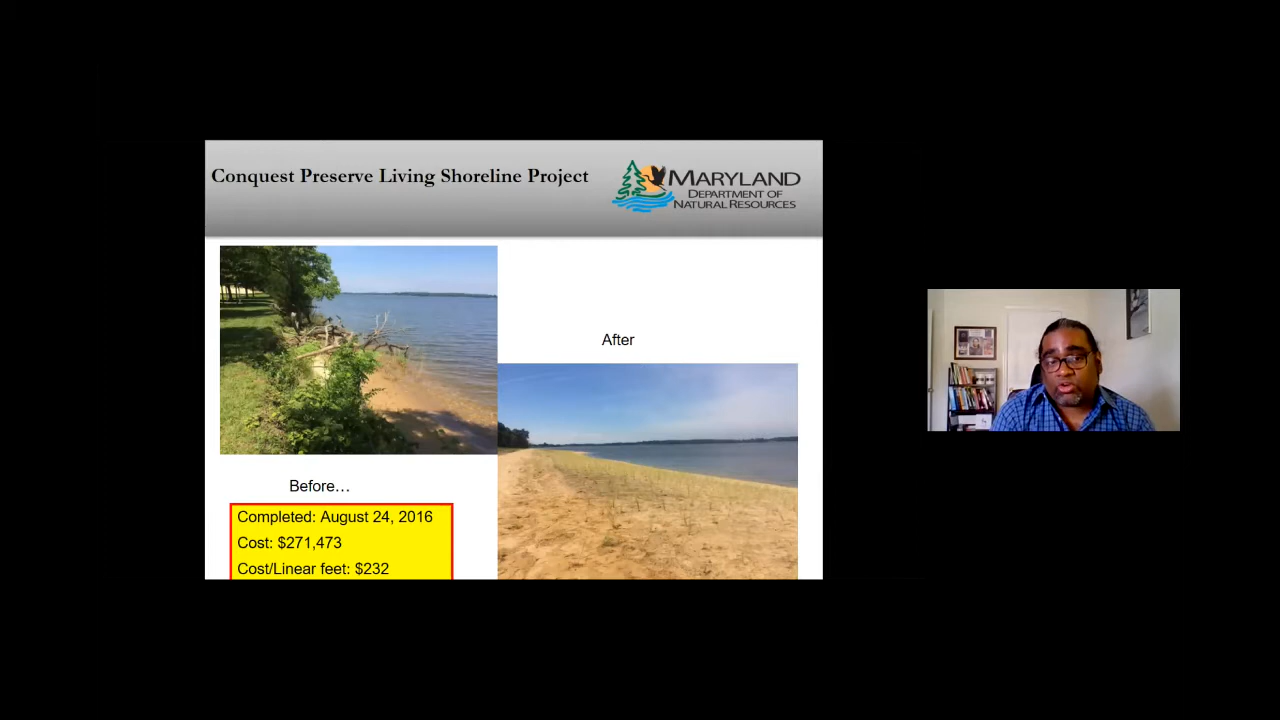 Conquest Preserve Living Shoreline Project
MARYLAND
DEPARTMENT OF
NATURAL RESOURCES
After
Before…
Completed: August 24, 2016
Cost: $271,473
Cost/Linear feet: $232